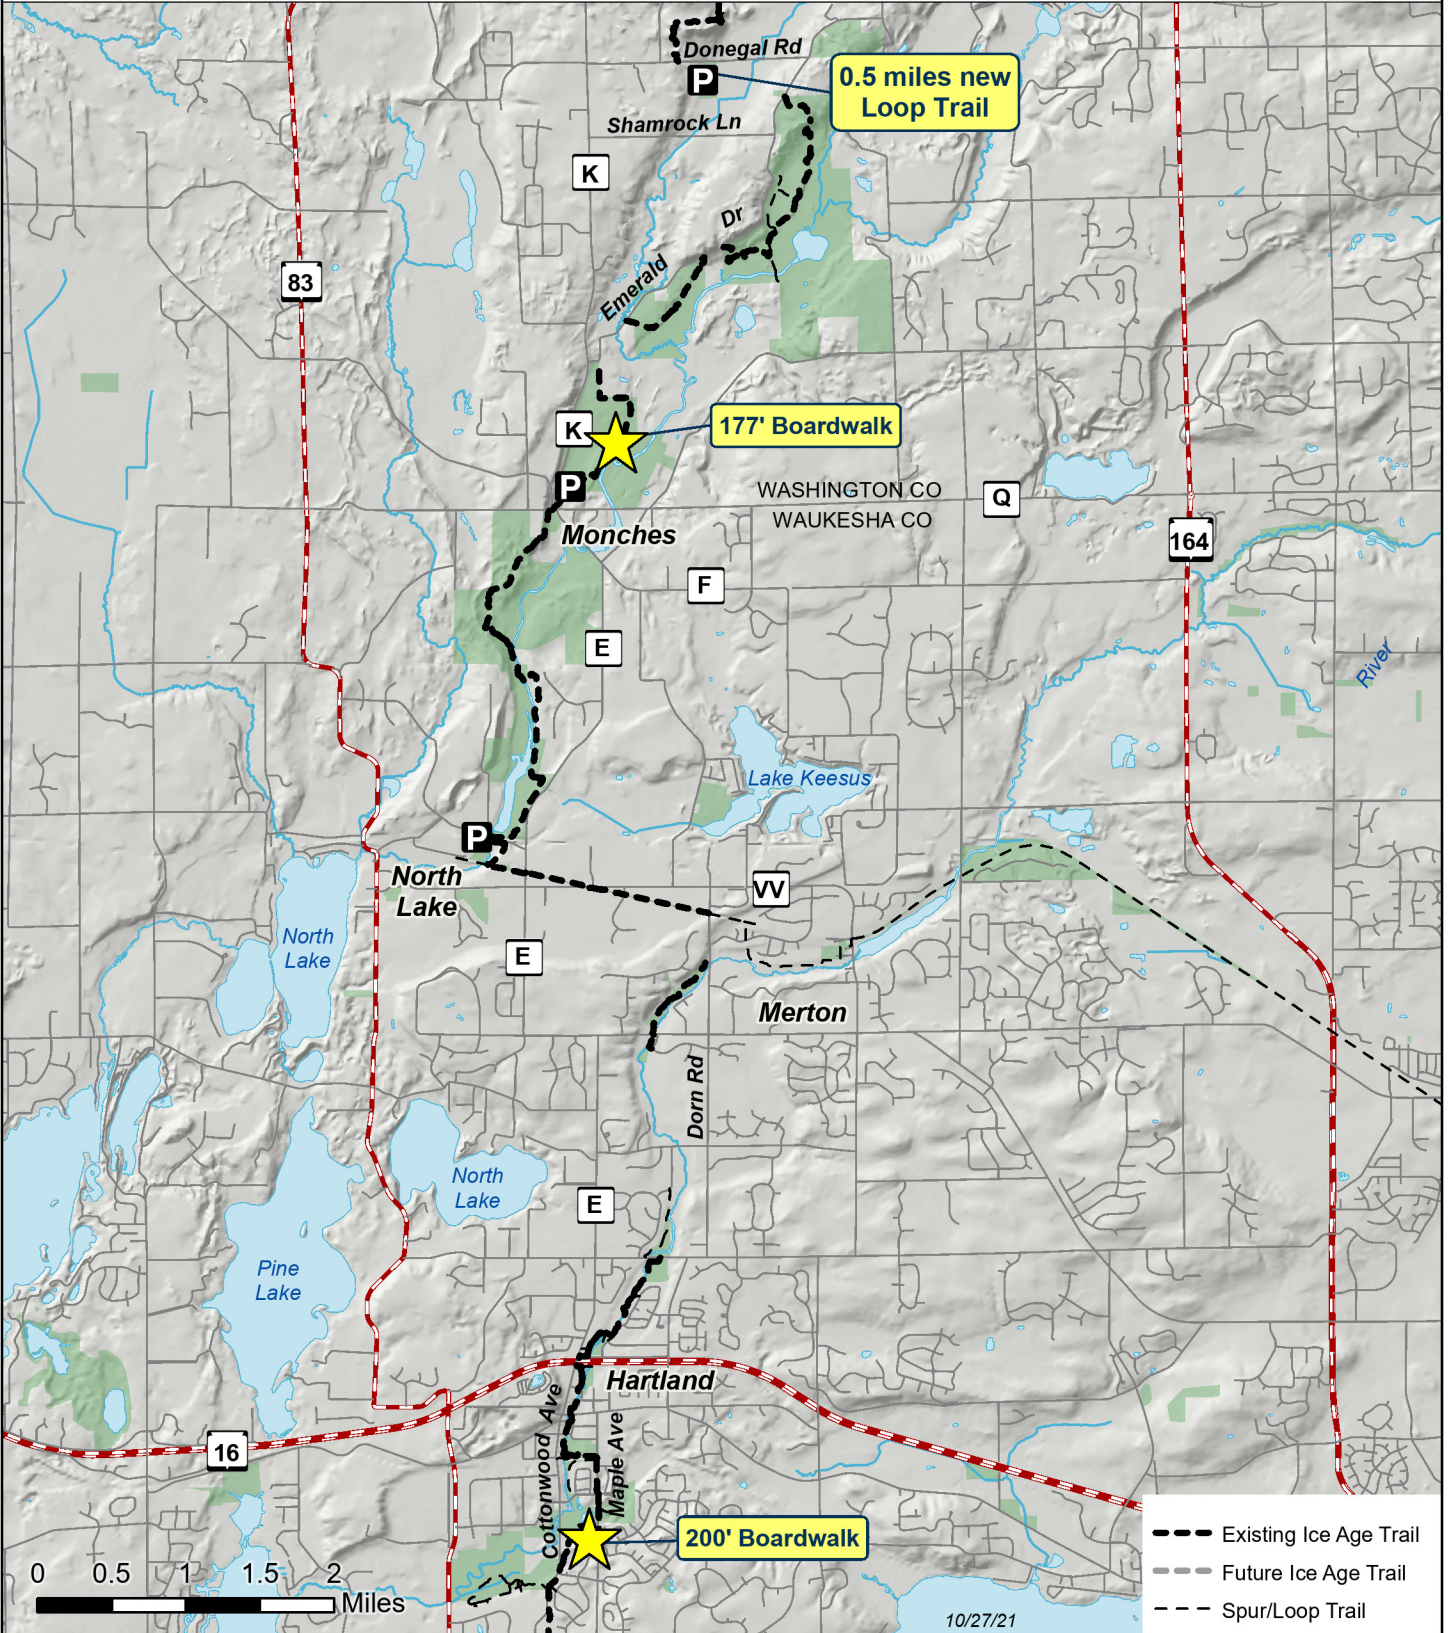 Donegal Rd
P
0.5 miles new
Loop Trail
Shamrock Ln
K
Dr
Emerald
83
K
177' Boardwalk
P
WASHINGTON CO
WAUKESHA CO
Q
Monches
164
F
E
River
Lake Keesus
P
North
Lake
VV
North
Lake
E
Merton
Dorn Rd
North
Lake
E
Pine
Lake
Hartland
Cottonwood Ave
Maple Ave
16
200' Boardwalk
0 0.5 1 1.5 2
Miles
Existing Ice Age Trail
Future Ice Age Trail
Spur/Loop Trail
10/27/21